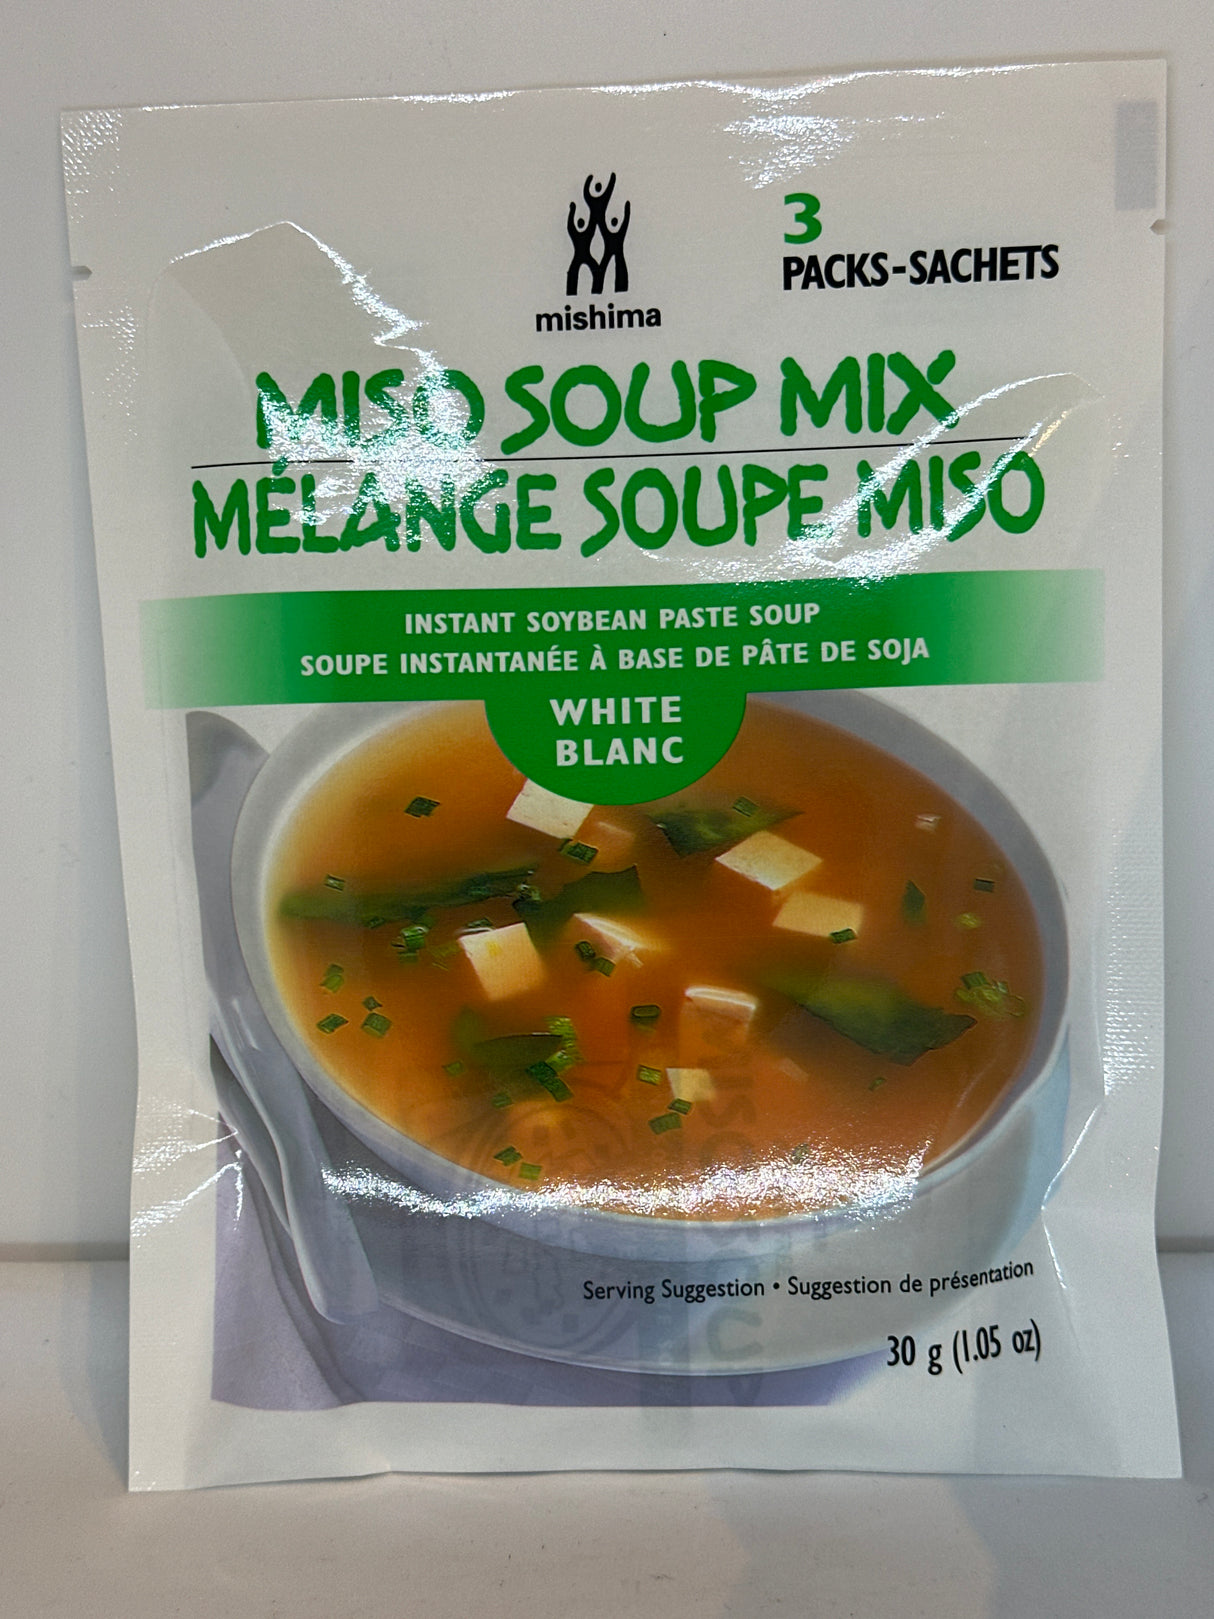 mishima
3
PACKS-SACHETS
MISO SOUP MIX
MÉLANGE SOUPE MISO
INSTANT SOYBEAN PASTE SOUP
SOUPE INSTANTANÉE À BASE DE PÂTE DE SOJA
WHITE
BLANC
Serving Suggestion • Suggestion de présentation
30 g (1.05 oz)